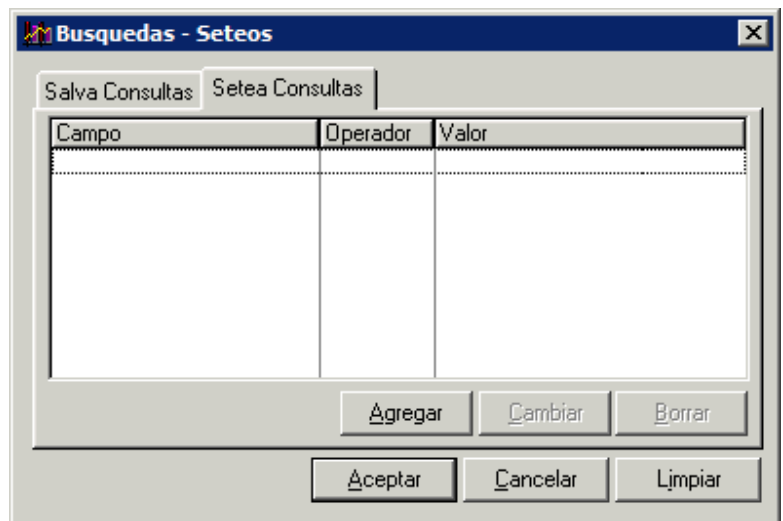 Busquedas - Seteos
Salva Consultas Setea Consultas
Campo Operador Valor
Agregar Cambiar Borrar
Aceptar Cancelar Limpiar